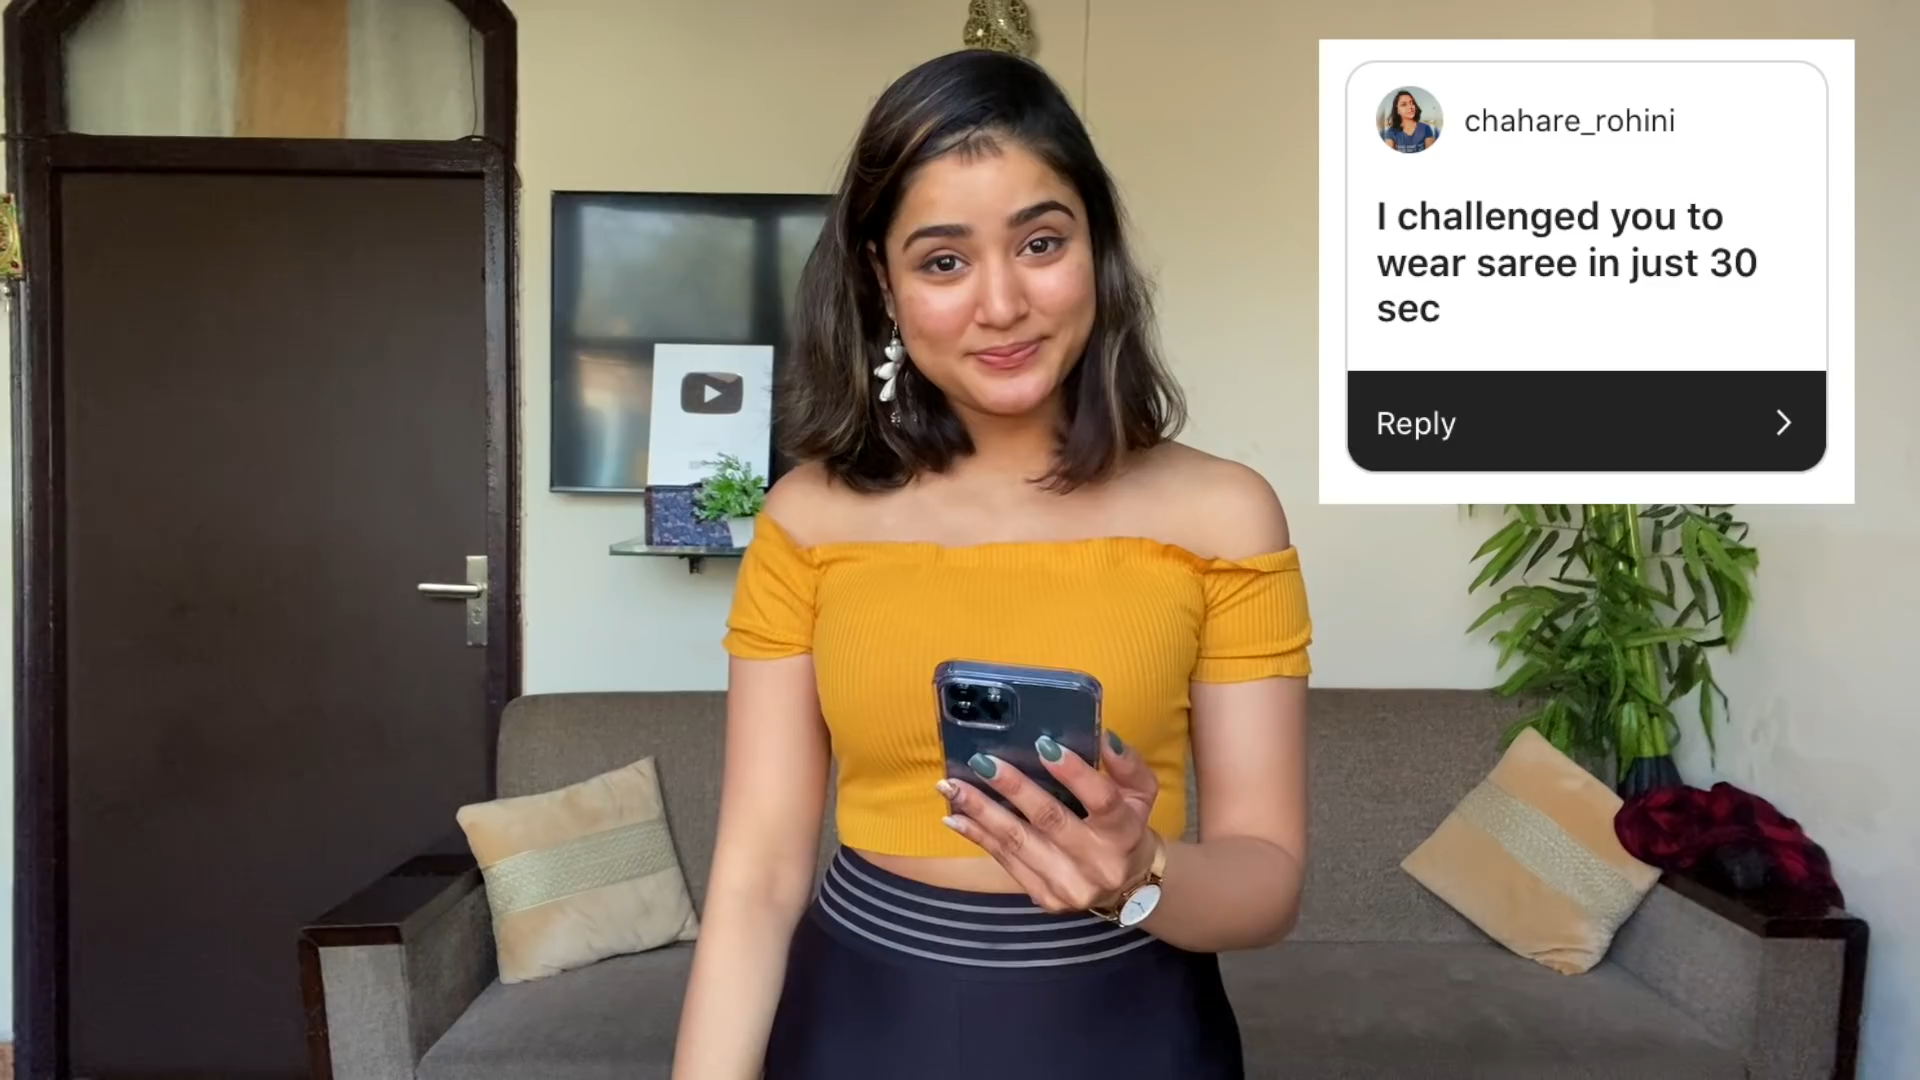 chahare_rohini
I challenged you to
wear saree in just 30
sec
Reply